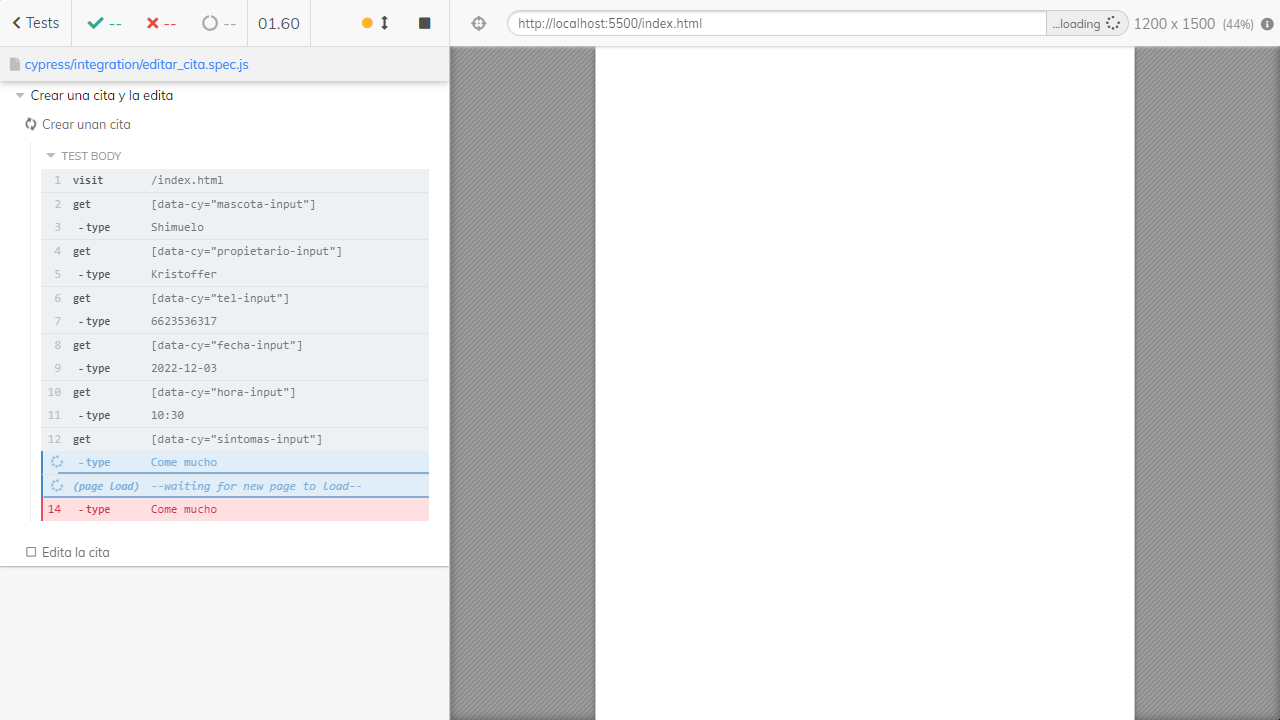 Tests
--
--
--
01.60
http://localhost:5500/index.html
...loading
1200 x 1500 (44%)
cypress/integration/editar_cita.spec.js
Crear una cita y la edita
Crear unan cita
TEST BODY
1 visit /index.html
2 get [data-cy="mascota-input"]
3 -type Shimuelo
4 get [data-cy="propietario-input"]
5 -type Kristoffer
6 get [data-cy="tel-input"]
7 -type 6623536317
8 get [data-cy="fecha-input"]
9 -type 2022-12-03
10 get [data-cy="hora-input"]
11 -type 10:30
12 get [data-cy="sintomas-input"]
-type Come mucho
(page load) --waiting for new page to load--
14 -type Come mucho
Edita la cita